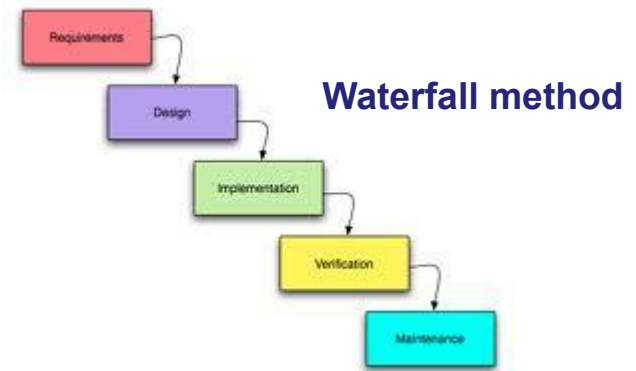 Requirements
Waterfall method
Design
Implementation
Verification
Maintenance